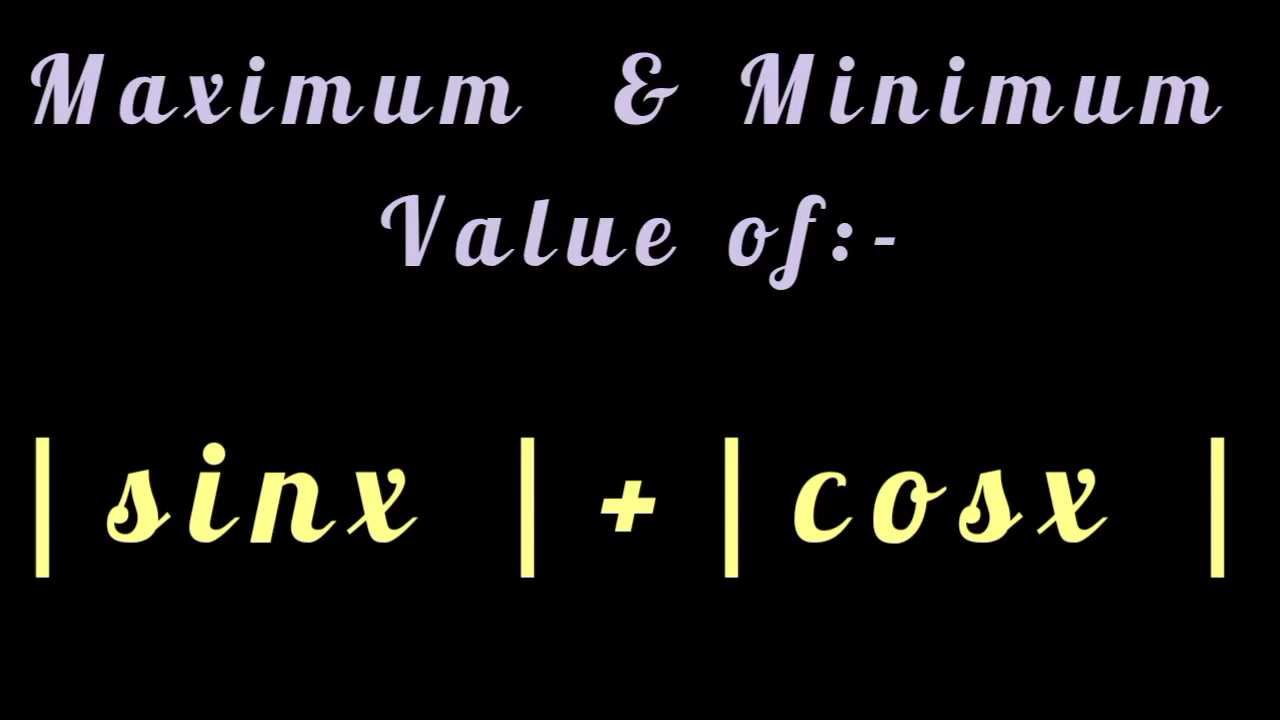 Maximum & Minimum
Value of:-
| sinx | + | cosx |